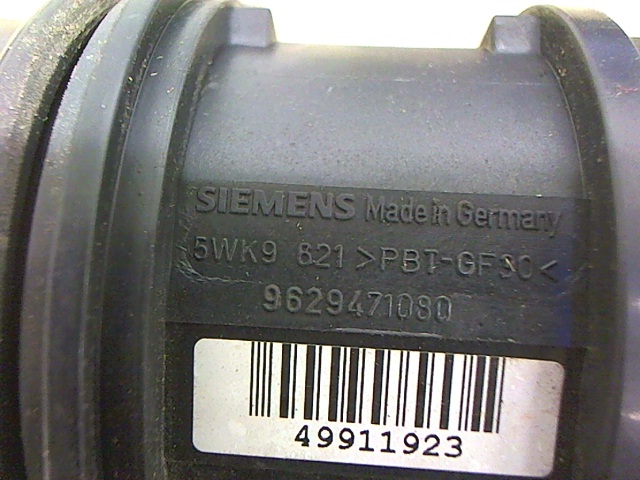 SIEMENS Made in Germany
5WK9 621 >PBT-GF30<
9629471080
49911923